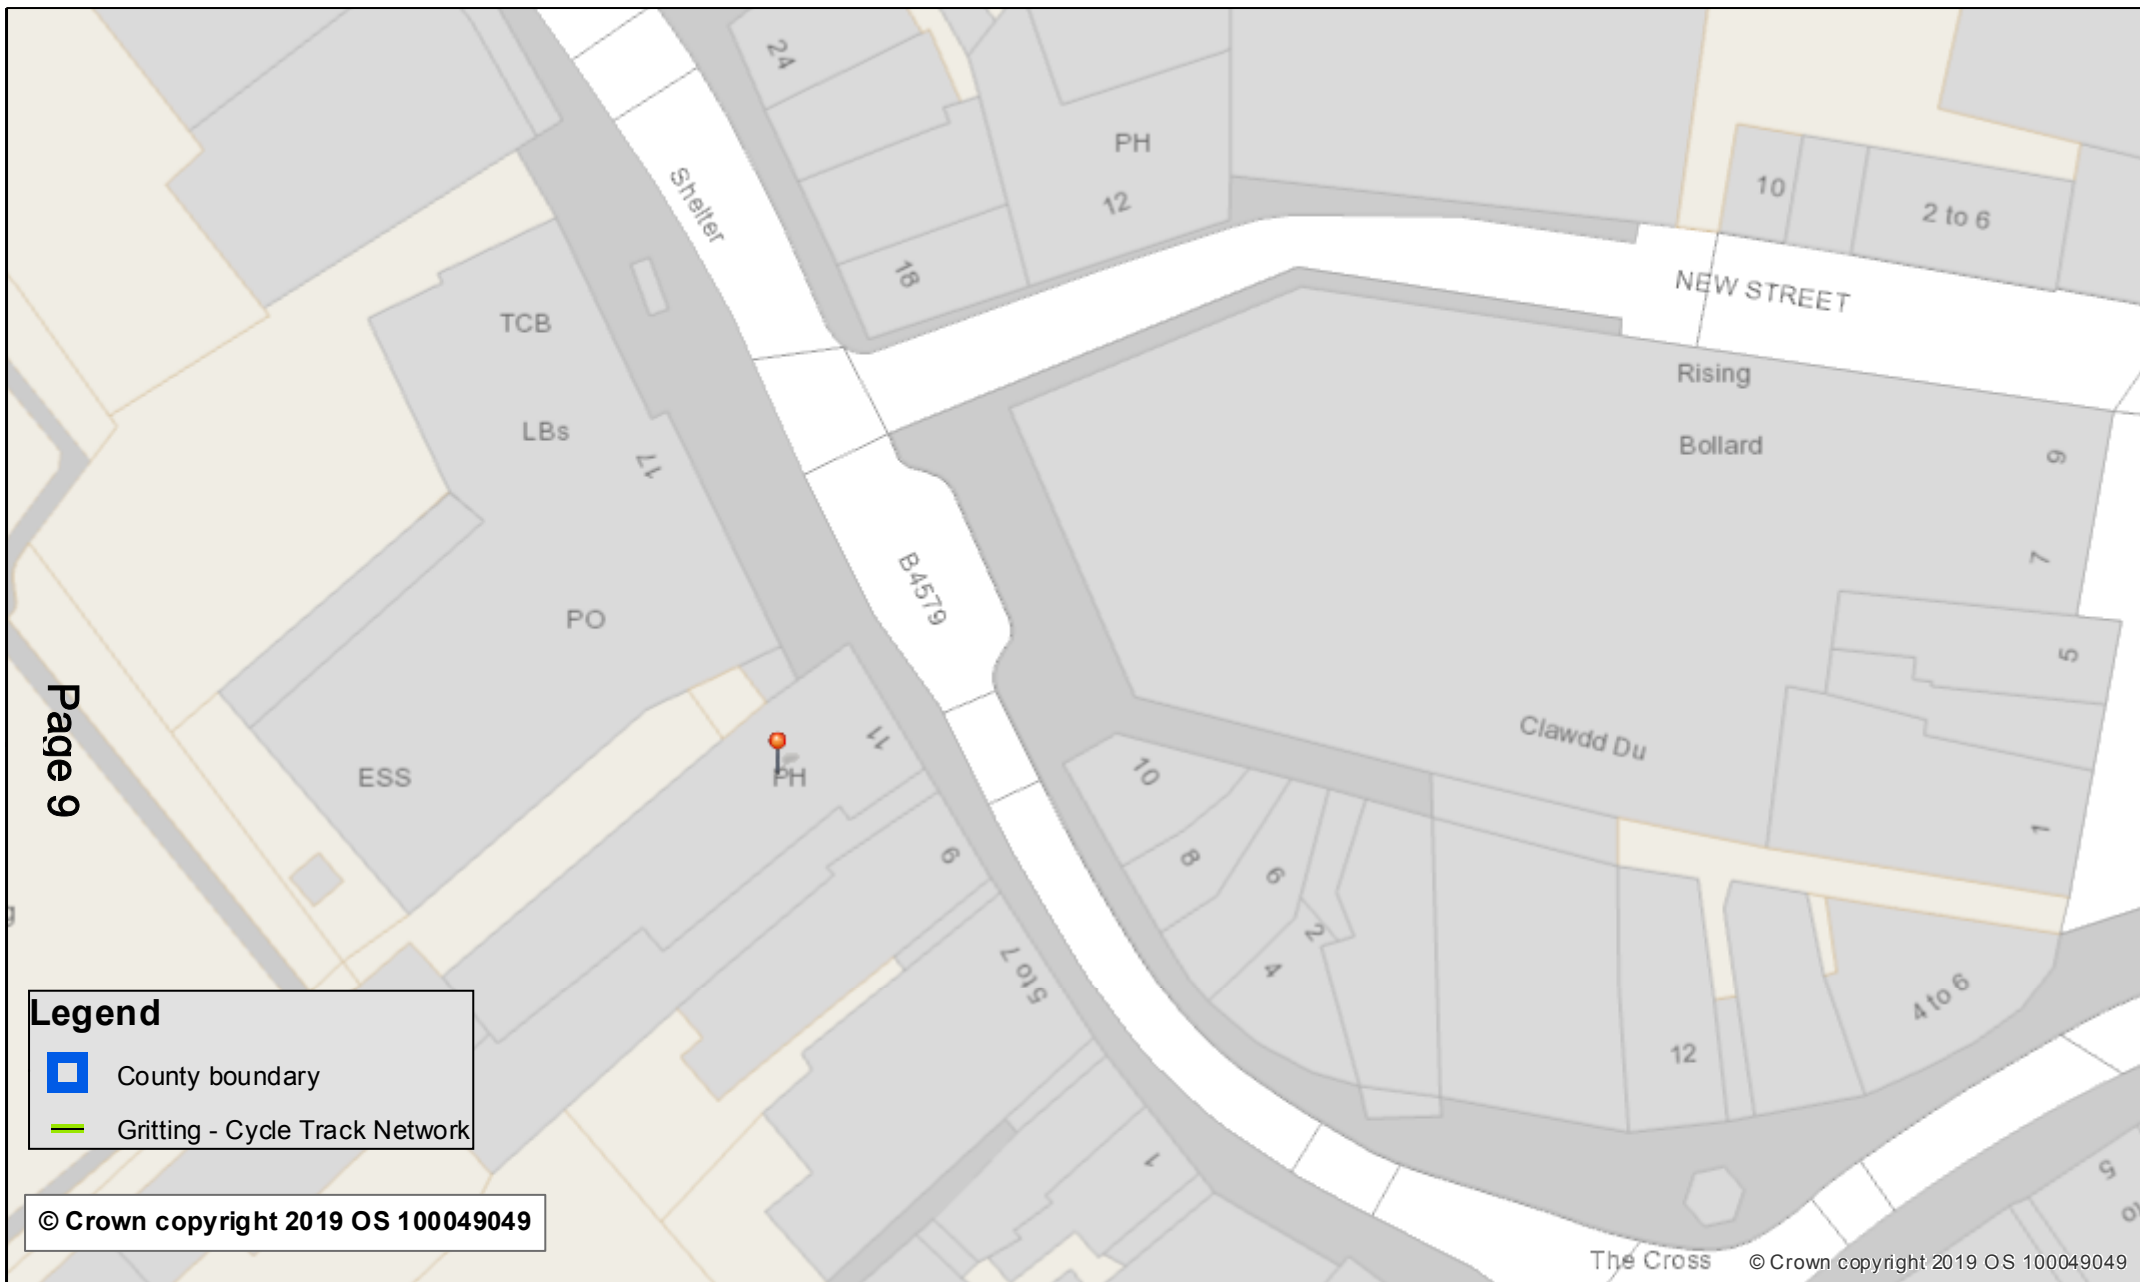 24
PH
12
10
2 to 6
Shelter
18
NEW STREET
TCB
LBs
17
Rising
Bollard
9
7
5
B4579
PO
Page 9
11
PH
ESS
Clawdd Du
10
8
6
2
4
1
9
5 to 7
4 to 6
12
1
5
Legend
County boundary
Gritting - Cycle Track Network
© Crown copyright 2019 OS 100049049
The Cross
© Crown copyright 2019 OS 100049049